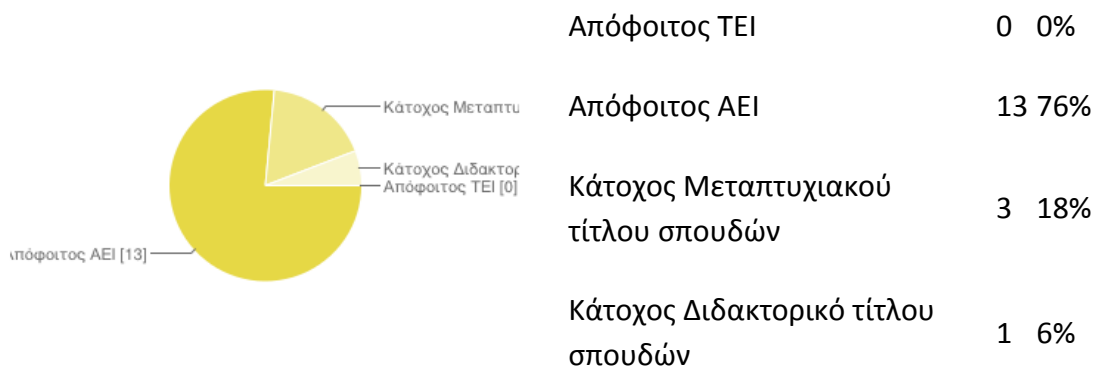 Κάτοχος Μεταπτυ
Κάτοχος Διδακτορ
Απόφοιτος ΤΕΙ [0]
πόφοιτος ΑΕΙ [13]
Απόφοιτος ΤΕΙ 0 0%
Απόφοιτος ΑΕΙ 13 76%
Κάτοχος Μεταπτυχιακού
τίτλου σπουδών 3 18%
Κάτοχος Διδακτορικό τίτλου
σπουδών 1 6%